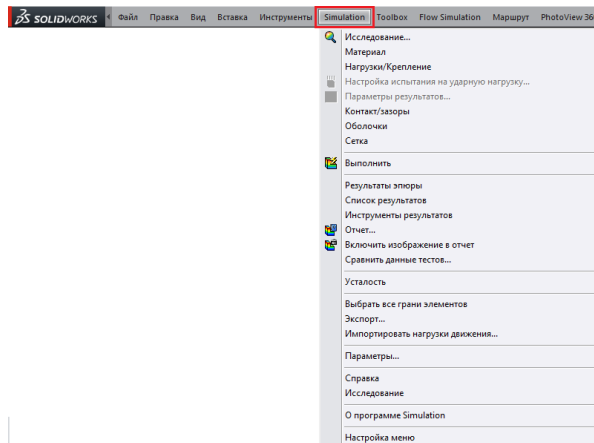 SOLIDWORKS Файл Правка Вид Вставка Инструменты Simulation Toolbox Flow Simulation Маршрут PhotoView 36
Исследование...
Материал
Нагрузки/Крепление
Настройка испытания на ударную нагрузку...
Параметры результатов...
Контакт/зазоры
Оболочки
Сетка
Выполнить
Результаты эпюры
Список результатов
Инструменты результатов
Отчет...
Включить изображение в отчет
Сравнить данные тестов...
Усталость
Выбрать все грани элементов
Экспорт...
Импортировать нагрузки движения...
Параметры...
Справка
Исследование
О программе Simulation
Настройка меню